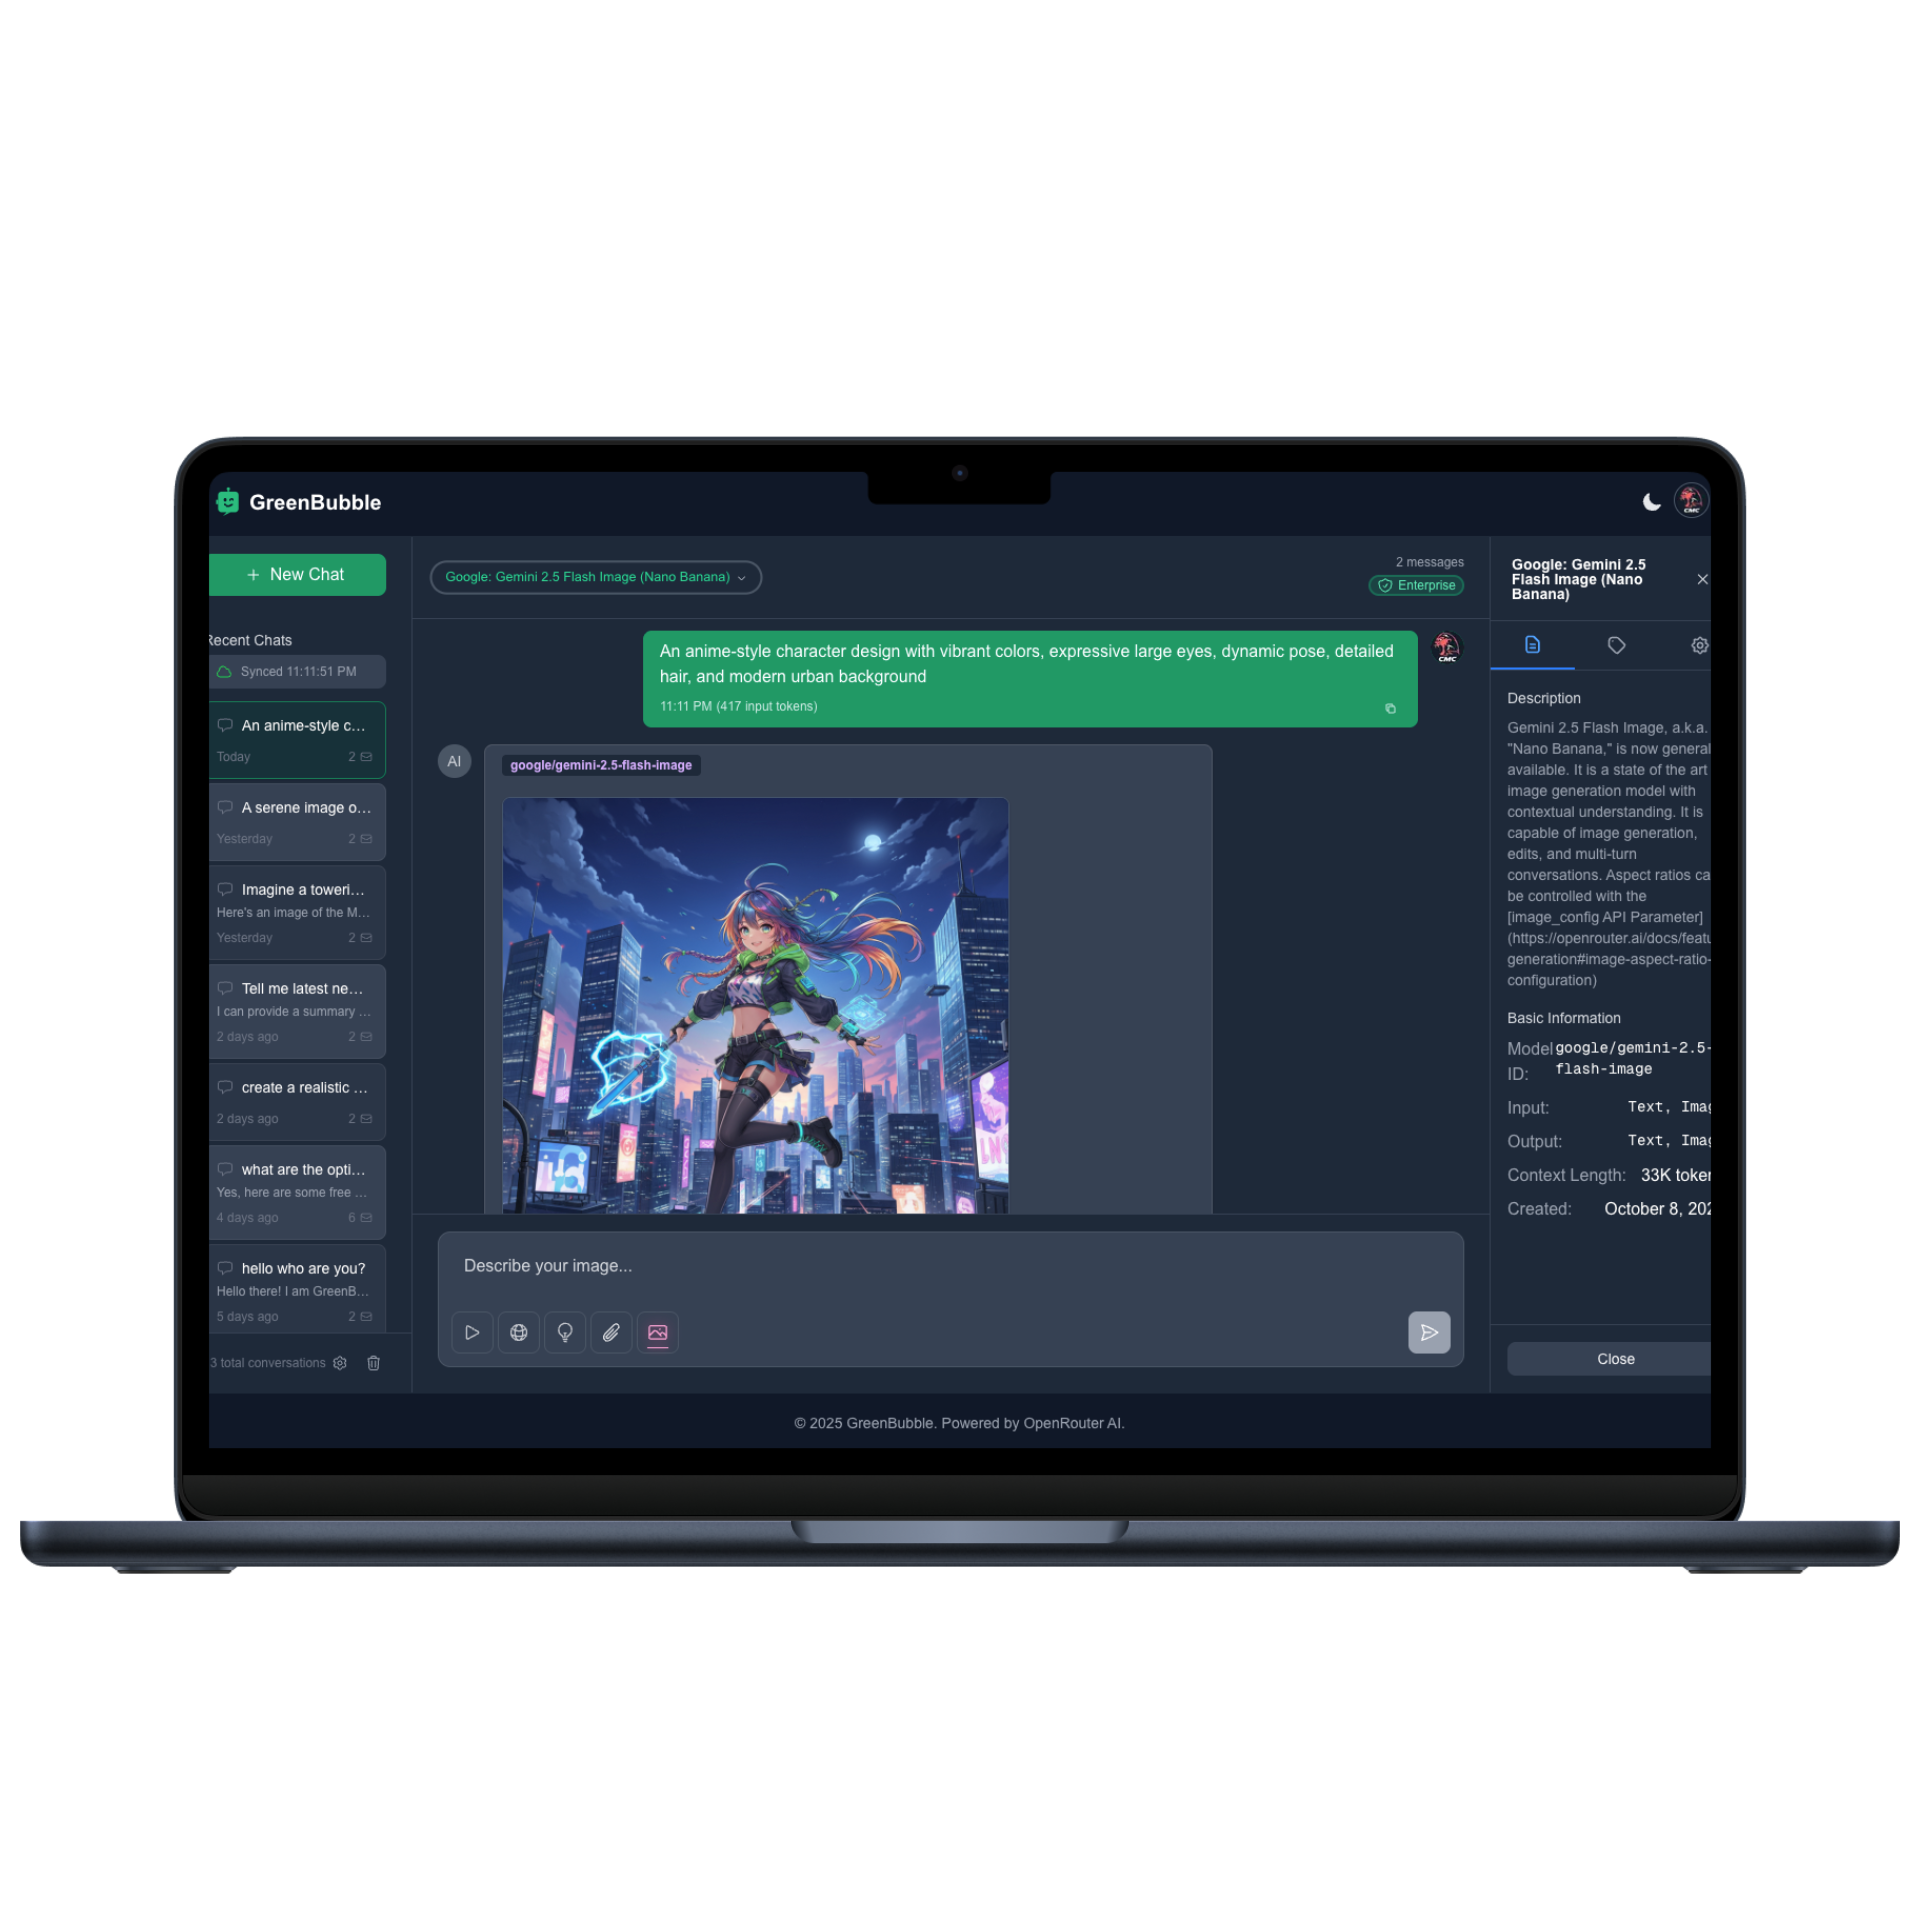 GreenBubble
New Chat
Recent Chats
Synced 11:11:51 PM
An anime-style c...
Today 2
A serene image o...
Yesterday 2
Imagine a toweri...
Here's an image of the M...
Yesterday 2
Tell me latest ne...
I can provide a summary ...
2 days ago 2
create a realistic ...
2 days ago 2
what are the opti...
Yes, here are some free ...
4 days ago 6
hello who are you?
Hello there! I am GreenB...
5 days ago 2
3 total conversations
Google: Gemini 2.5 Flash Image (Nano Banana)
2 messages
Enterprise
An anime-style character design with vibrant colors, expressive large eyes, dynamic pose, detailed
hair, and modern urban background
11:11 PM (417 input tokens)
CMC
AI
google/gemini-2.5-flash-image
Describe your image...
Google: Gemini 2.5
Flash Image (Nano
Banana)
Description
Gemini 2.5 Flash Image, a.k.a.
"Nano Banana," is now general
available. It is a state of the art
image generation model with
contextual understanding. It is
capable of image generation,
edits, and multi-turn
conversations. Aspect ratios ca
be controlled with the
[image_config API Parameter]
(https://openrouter.ai/docs/featu
generation#image-aspect-ratio-
configuration)
Basic Information
Model ID: google/gemini-2.5-
flash-image
Input: Text, Imag
Output: Text, Imag
Context Length: 33K token
Created: October 8, 202
Close
© 2025 GreenBubble. Powered by OpenRouter AI.